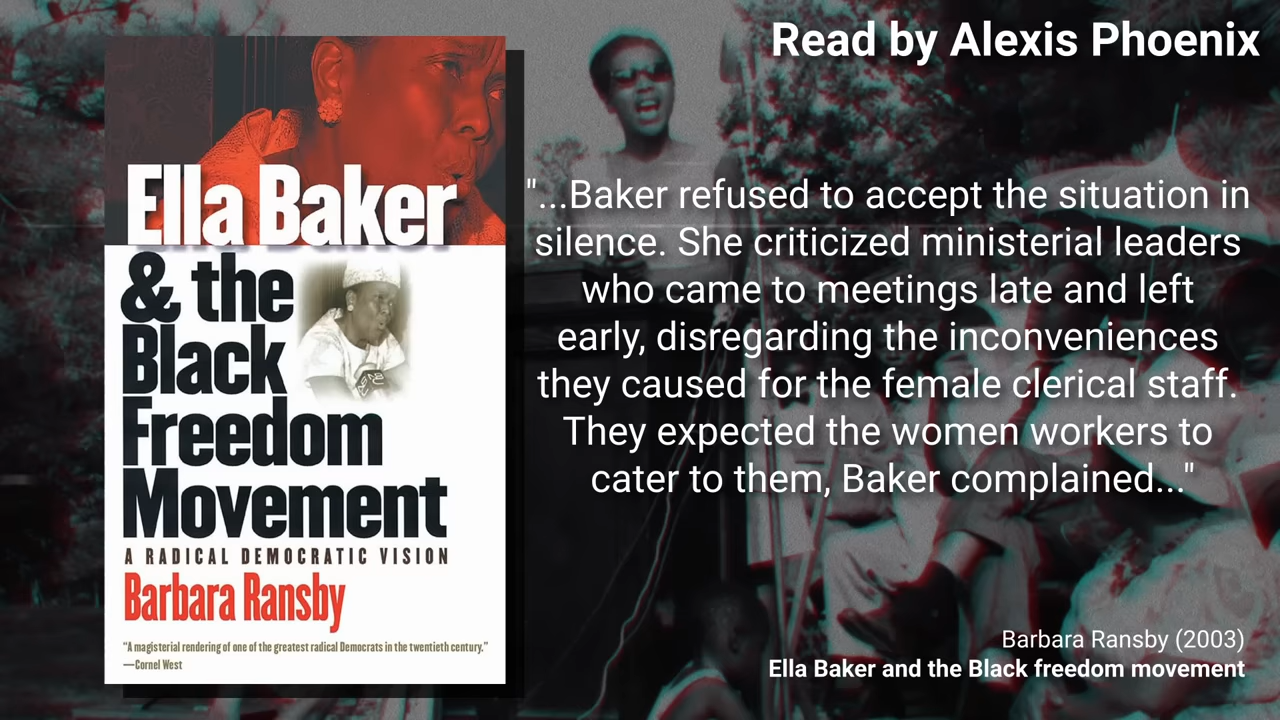 Read by Alexis Phoenix
Ella Baker
& the
Black
Freedom
Movement
A RADICAL DEMOCRATIC VISION
Barbara Ransby
“A magisterial rendering of one of the greatest radical Democrats in the twentieth century.”
—Cornel West
"...Baker refused to accept the situation in
silence. She criticized ministerial leaders
who came to meetings late and left
early, disregarding the inconveniences
they caused for the female clerical staff.
They expected the women workers to
cater to them, Baker complained..."
Barbara Ransby (2003)
Ella Baker and the Black freedom movement